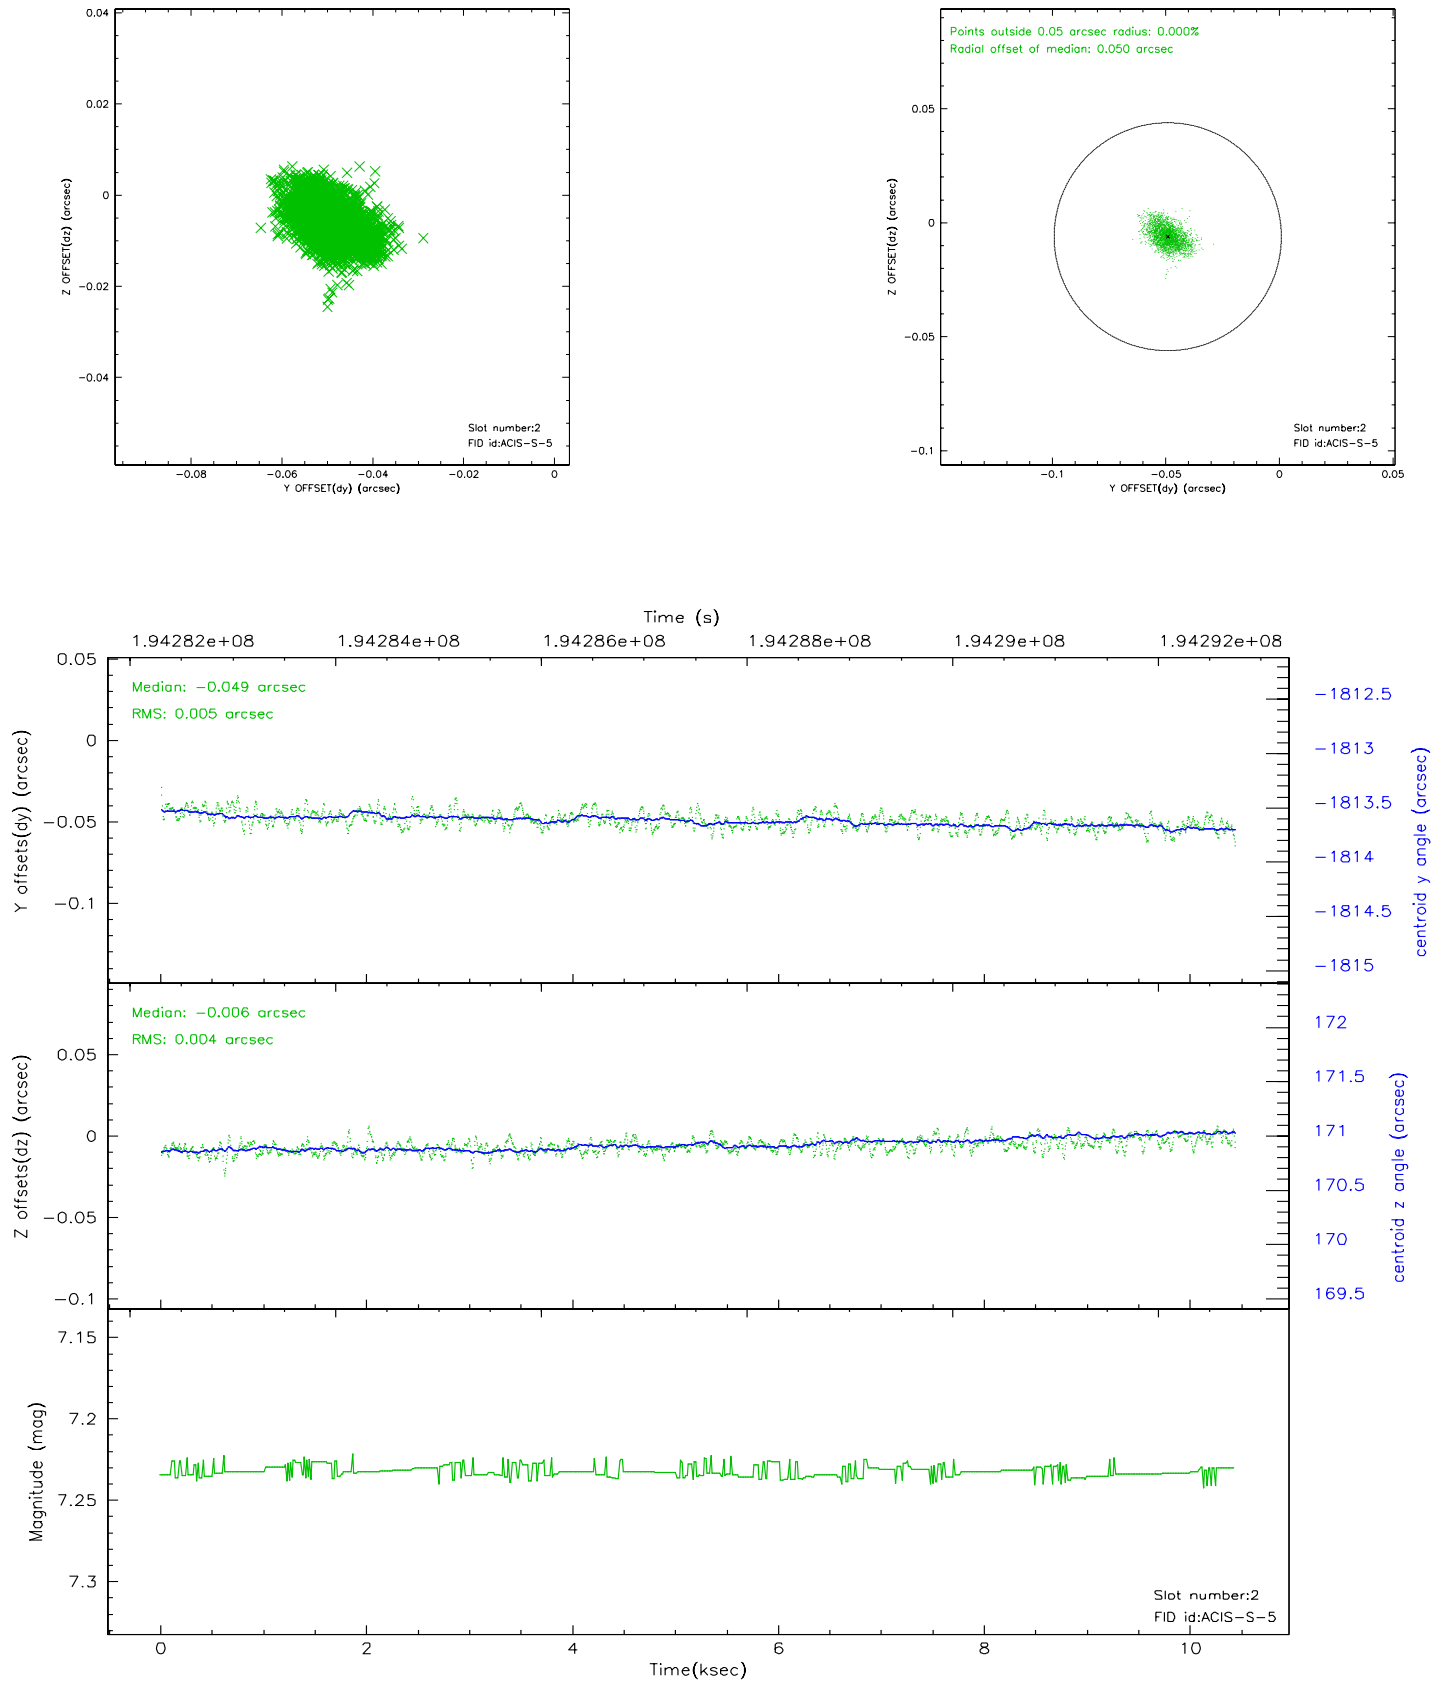 0.04
0.02
0
-0.02
-0.04
Z OFFSET(dz) (arcsec)
Slot number:2
FID id:ACIS-S-5
-0.08 -0.06 -0.04 -0.02 0
Y OFFSET(dy) (arcsec)
Points outside 0.05 arcsec radius: 0.000%
Radial offset of median: 0.050 arcsec
0.05
0
-0.05
-0.1
Z OFFSET(dz) (arcsec)
Slot number:2
FID id:ACIS-S-5
-0.1 -0.05 0 0.05
Y OFFSET(dy) (arcsec)
Time (s)
1.94282e+08 1.94284e+08 1.94286e+08 1.94288e+08 1.9429e+08 1.94292e+08
0.05
0
-0.05
-0.1
Y offsets(dy) (arcsec)
Median: -0.049 arcsec
RMS: 0.005 arcsec
-1812.5
-1813
-1813.5
-1814
-1814.5
-1815
centroid y angle (arcsec)
0.05
0
-0.05
-0.1
Z offsets(dz) (arcsec)
Median: -0.006 arcsec
RMS: 0.004 arcsec
172
171.5
171
170.5
170
169.5
centroid z angle (arcsec)
7.15
7.2
7.25
7.3
Magnitude (mag)
Slot number:2
FID id:ACIS-S-5
0 2 4 6 8 10
Time(ksec)